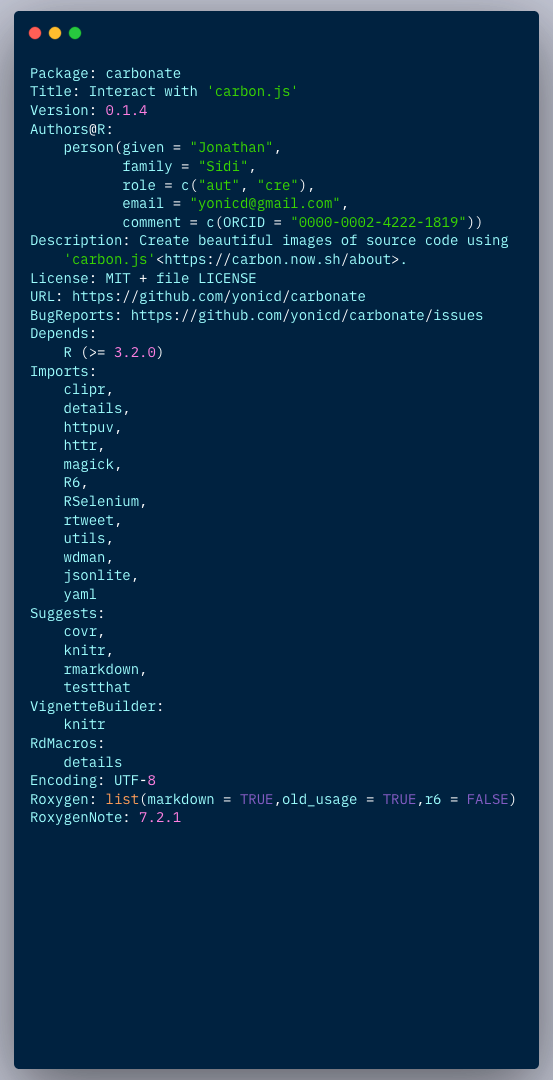 Package: carbonate
Title: Interact with 'carbon.js'
Version: 0.1.4
Authors@R:
    person(given = "Jonathan",
           family = "Sidi",
           role = c("aut", "cre"),
           email = "yonicd@gmail.com",
           comment = c(ORCID = "0000-0002-4222-1819"))
Description: Create beautiful images of source code using
    'carbon.js'<https://carbon.now.sh/about>.
License: MIT + file LICENSE
URL: https://github.com/yonicd/carbonate
BugReports: https://github.com/yonicd/carbonate/issues
Depends:
    R (>= 3.2.0)
Imports:
    clipr,
    details,
    httpuv,
    httr,
    magick,
    R6,
    RSelenium,
    rtweet,
    utils,
    wdman,
    jsonlite,
    yaml
Suggests:
    covr,
    knitr,
    rmarkdown,
    testthat
VignetteBuilder:
    knitr
RdMacros:
    details
Encoding: UTF-8
Roxygen: list(markdown = TRUE,old_usage = TRUE,r6 = FALSE)
RoxygenNote: 7.2.1